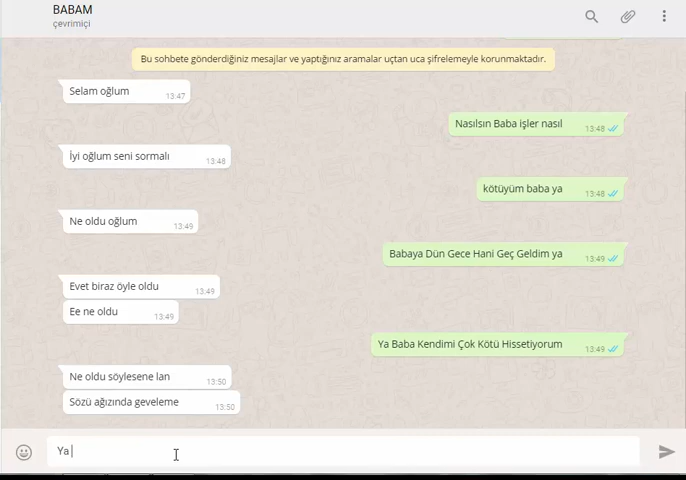 BABAM
çevrimiçi
Bu sohbete gönderdiğiniz mesajlar ve yaptığınız aramalar uçtan uca şifrelemeyle korunmaktadır.
Selam oğlum 13:47
Nasılsın Baba işler nasıl 13:48
İyi oğlum seni sormalı 13:48
kötüyüm baba ya 13:48
Ne oldu oğlum 13:49
Babaya Dün Gece Hani Geç Geldim ya 13:49
Evet biraz öyle oldu 13:49
Ee ne oldu 13:49
Ya Baba Kendimi Çok Kötü Hissetiyorum 13:49
Ne oldu söylesene lan 13:50
Sözü ağızında geveleme 13:50
Ya